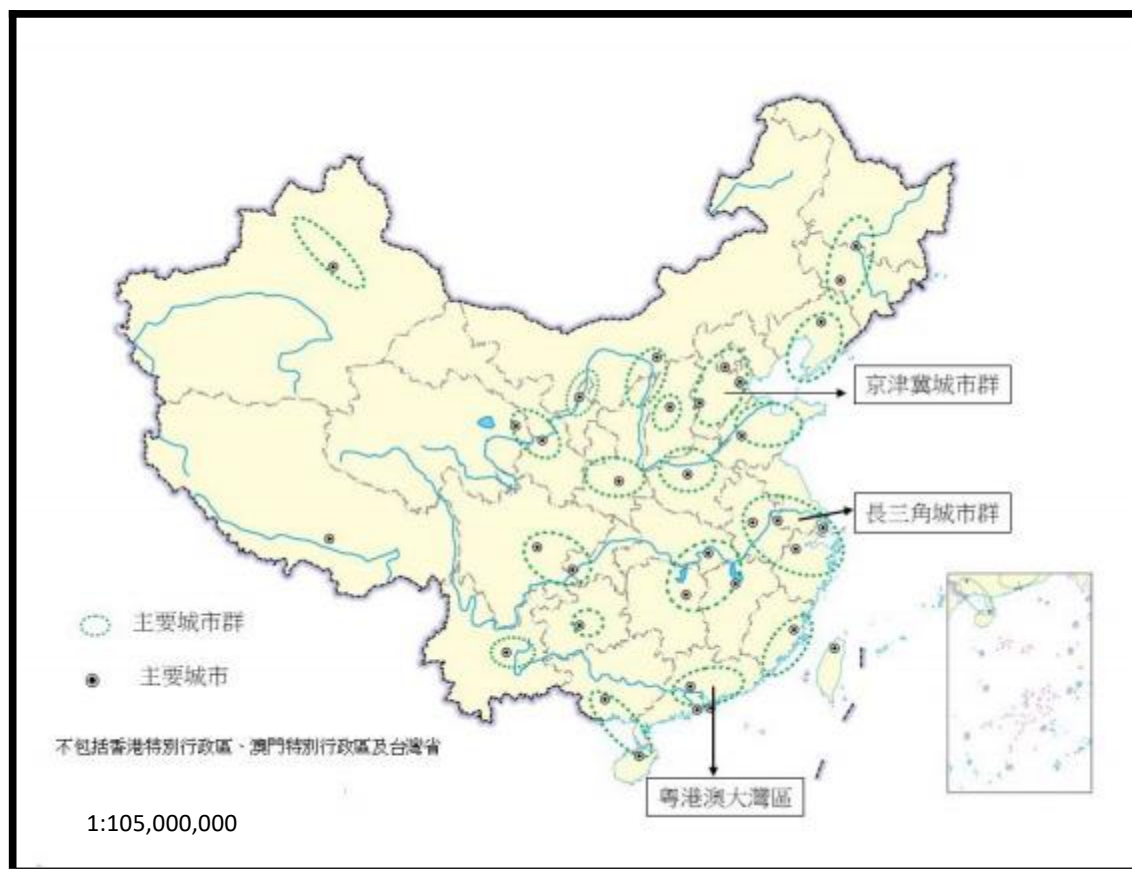 京津冀城市群
長三角城市群
主要城市群
主要城市
不包括香港特別行政區、澳門特別行政區及台灣省
粵港澳大灣區
1:105,000,000